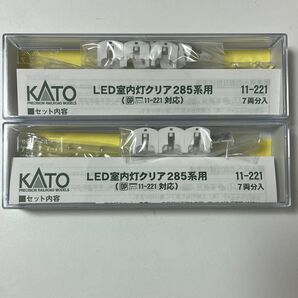 KATO
PRECISION RAILROAD MODELS
LED室内灯クリア285系用
11-221
(DP 11-221 対応)
7両分入
■セット内容
KATO
PRECISION RAILROAD MODELS
LED室内灯クリア285系用
11-221
(DP 11-221 対応)
7両分入
■セット内容